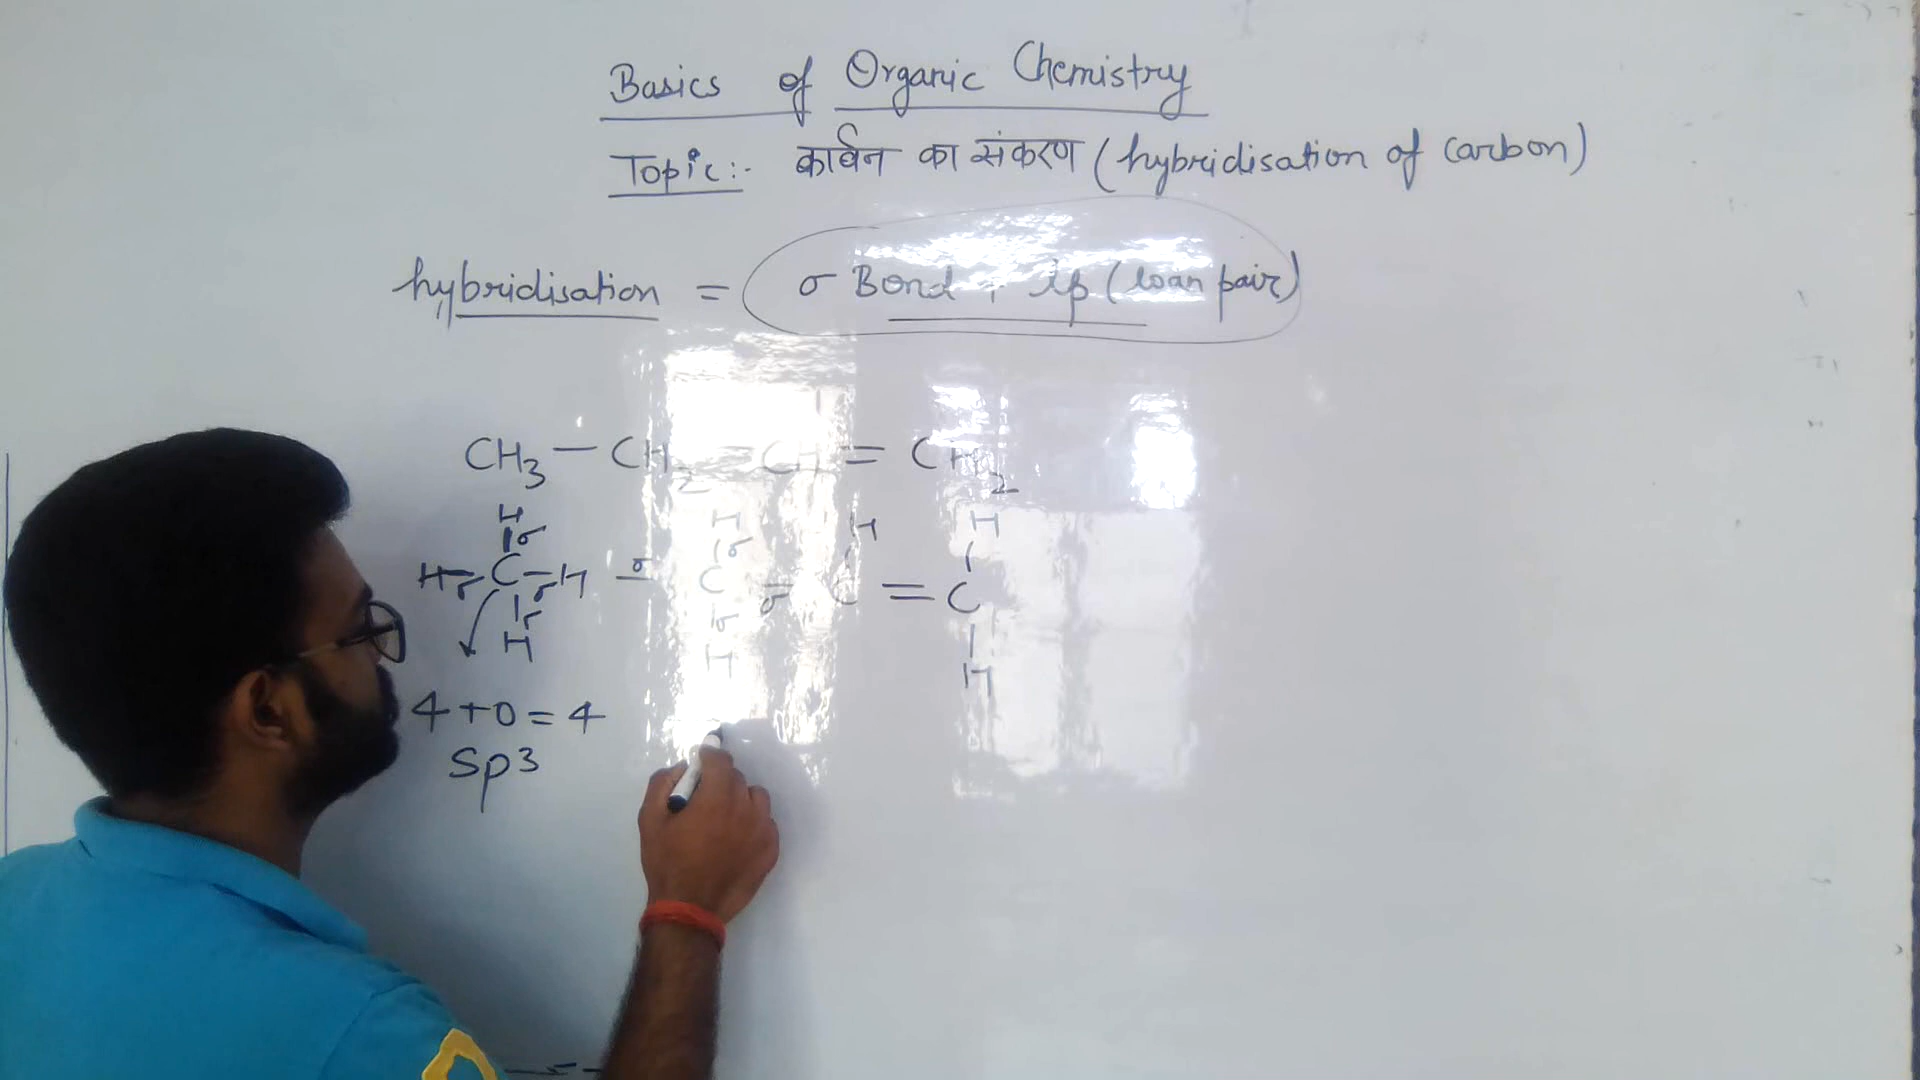 Basics of Organic Chemistry
Topic:- कार्बन का संकरण (hybridisation of carbon)
hybridisation = σ Bond + lp (loan pair)
CH3 — CH2 — CH = CH2
H H H H
H C H — C — C = C
H H H
4+0=4
Sp3